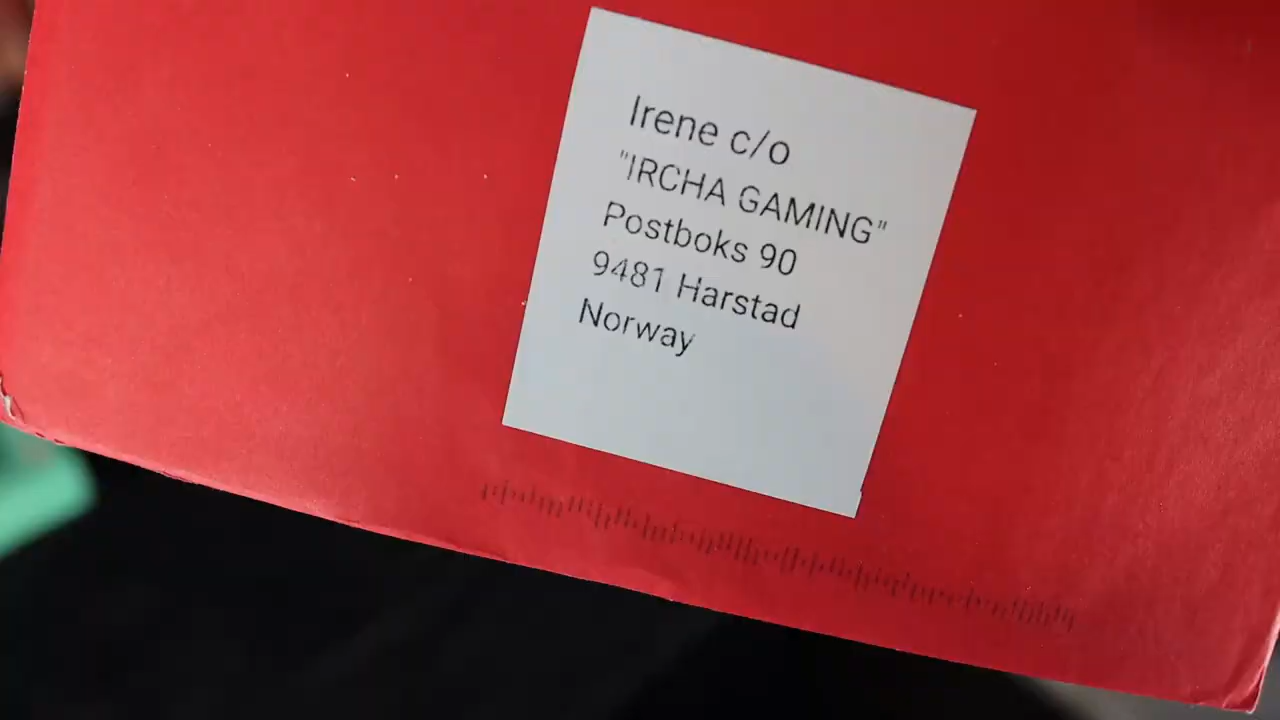 Irene c/o
"IRCHA GAMING"
Postboks 90
9481 Harstad
Norway